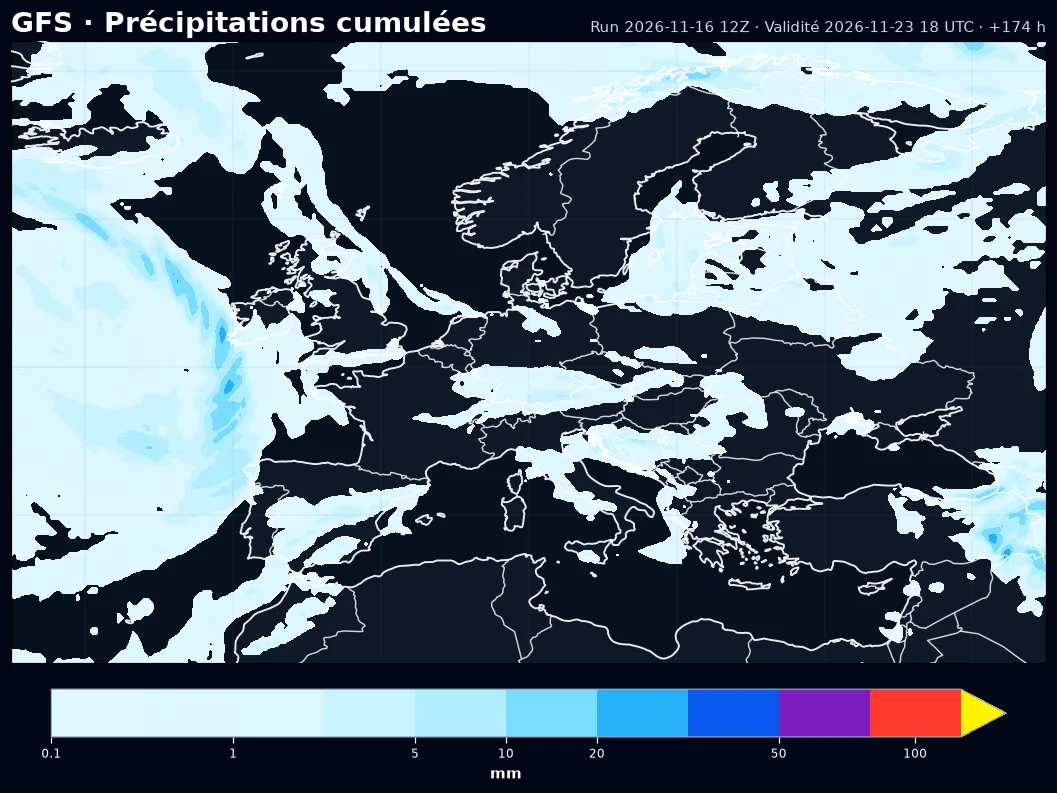 GFS · Précipitations cumulées
Run 2026-11-16 12Z · Validité 2026-11-23 18 UTC · +174 h
0.1 1 5 10 20 50 100
mm